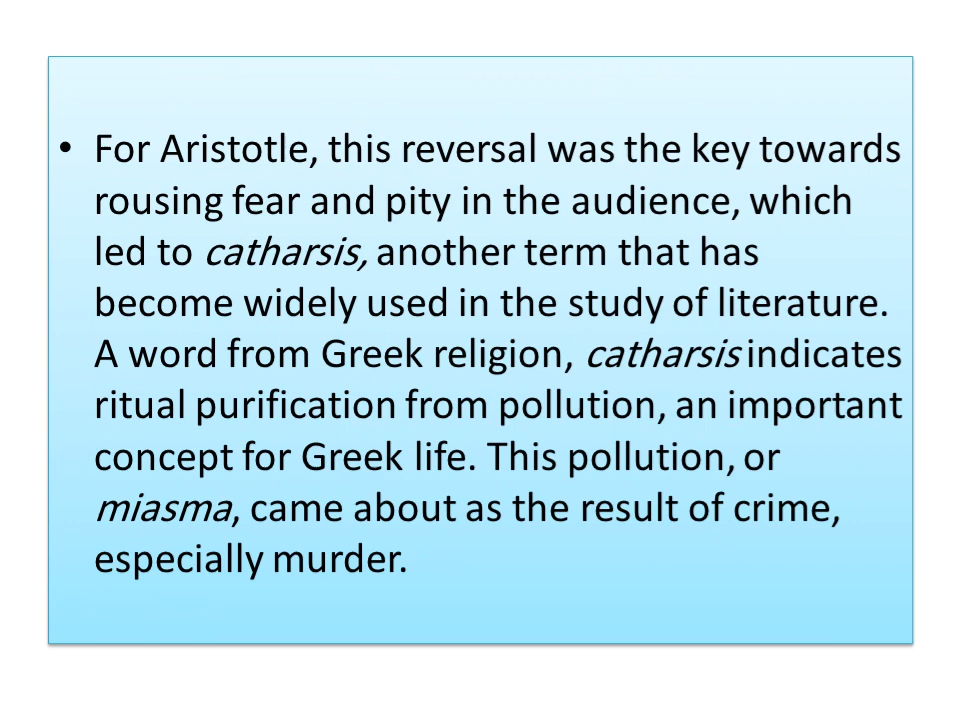 • For Aristotle, this reversal was the key towards
rousing fear and pity in the audience, which
led to catharsis, another term that has
become widely used in the study of literature.
A word from Greek religion, catharsis indicates
ritual purification from pollution, an important
concept for Greek life. This pollution, or
miasma, came about as the result of crime,
especially murder.